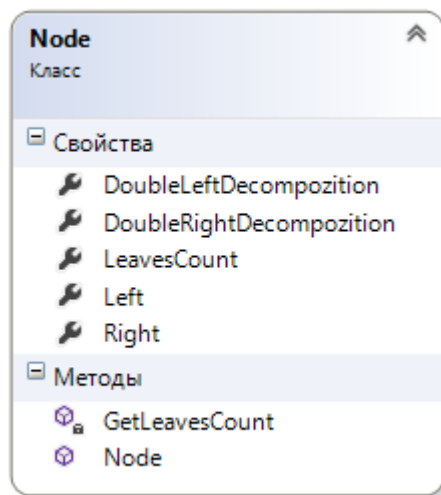 Node
Класс
Свойства
DoubleLeftDecompozition
DoubleRightDecompozition
LeavesCount
Left
Right
Методы
GetLeavesCount
Node